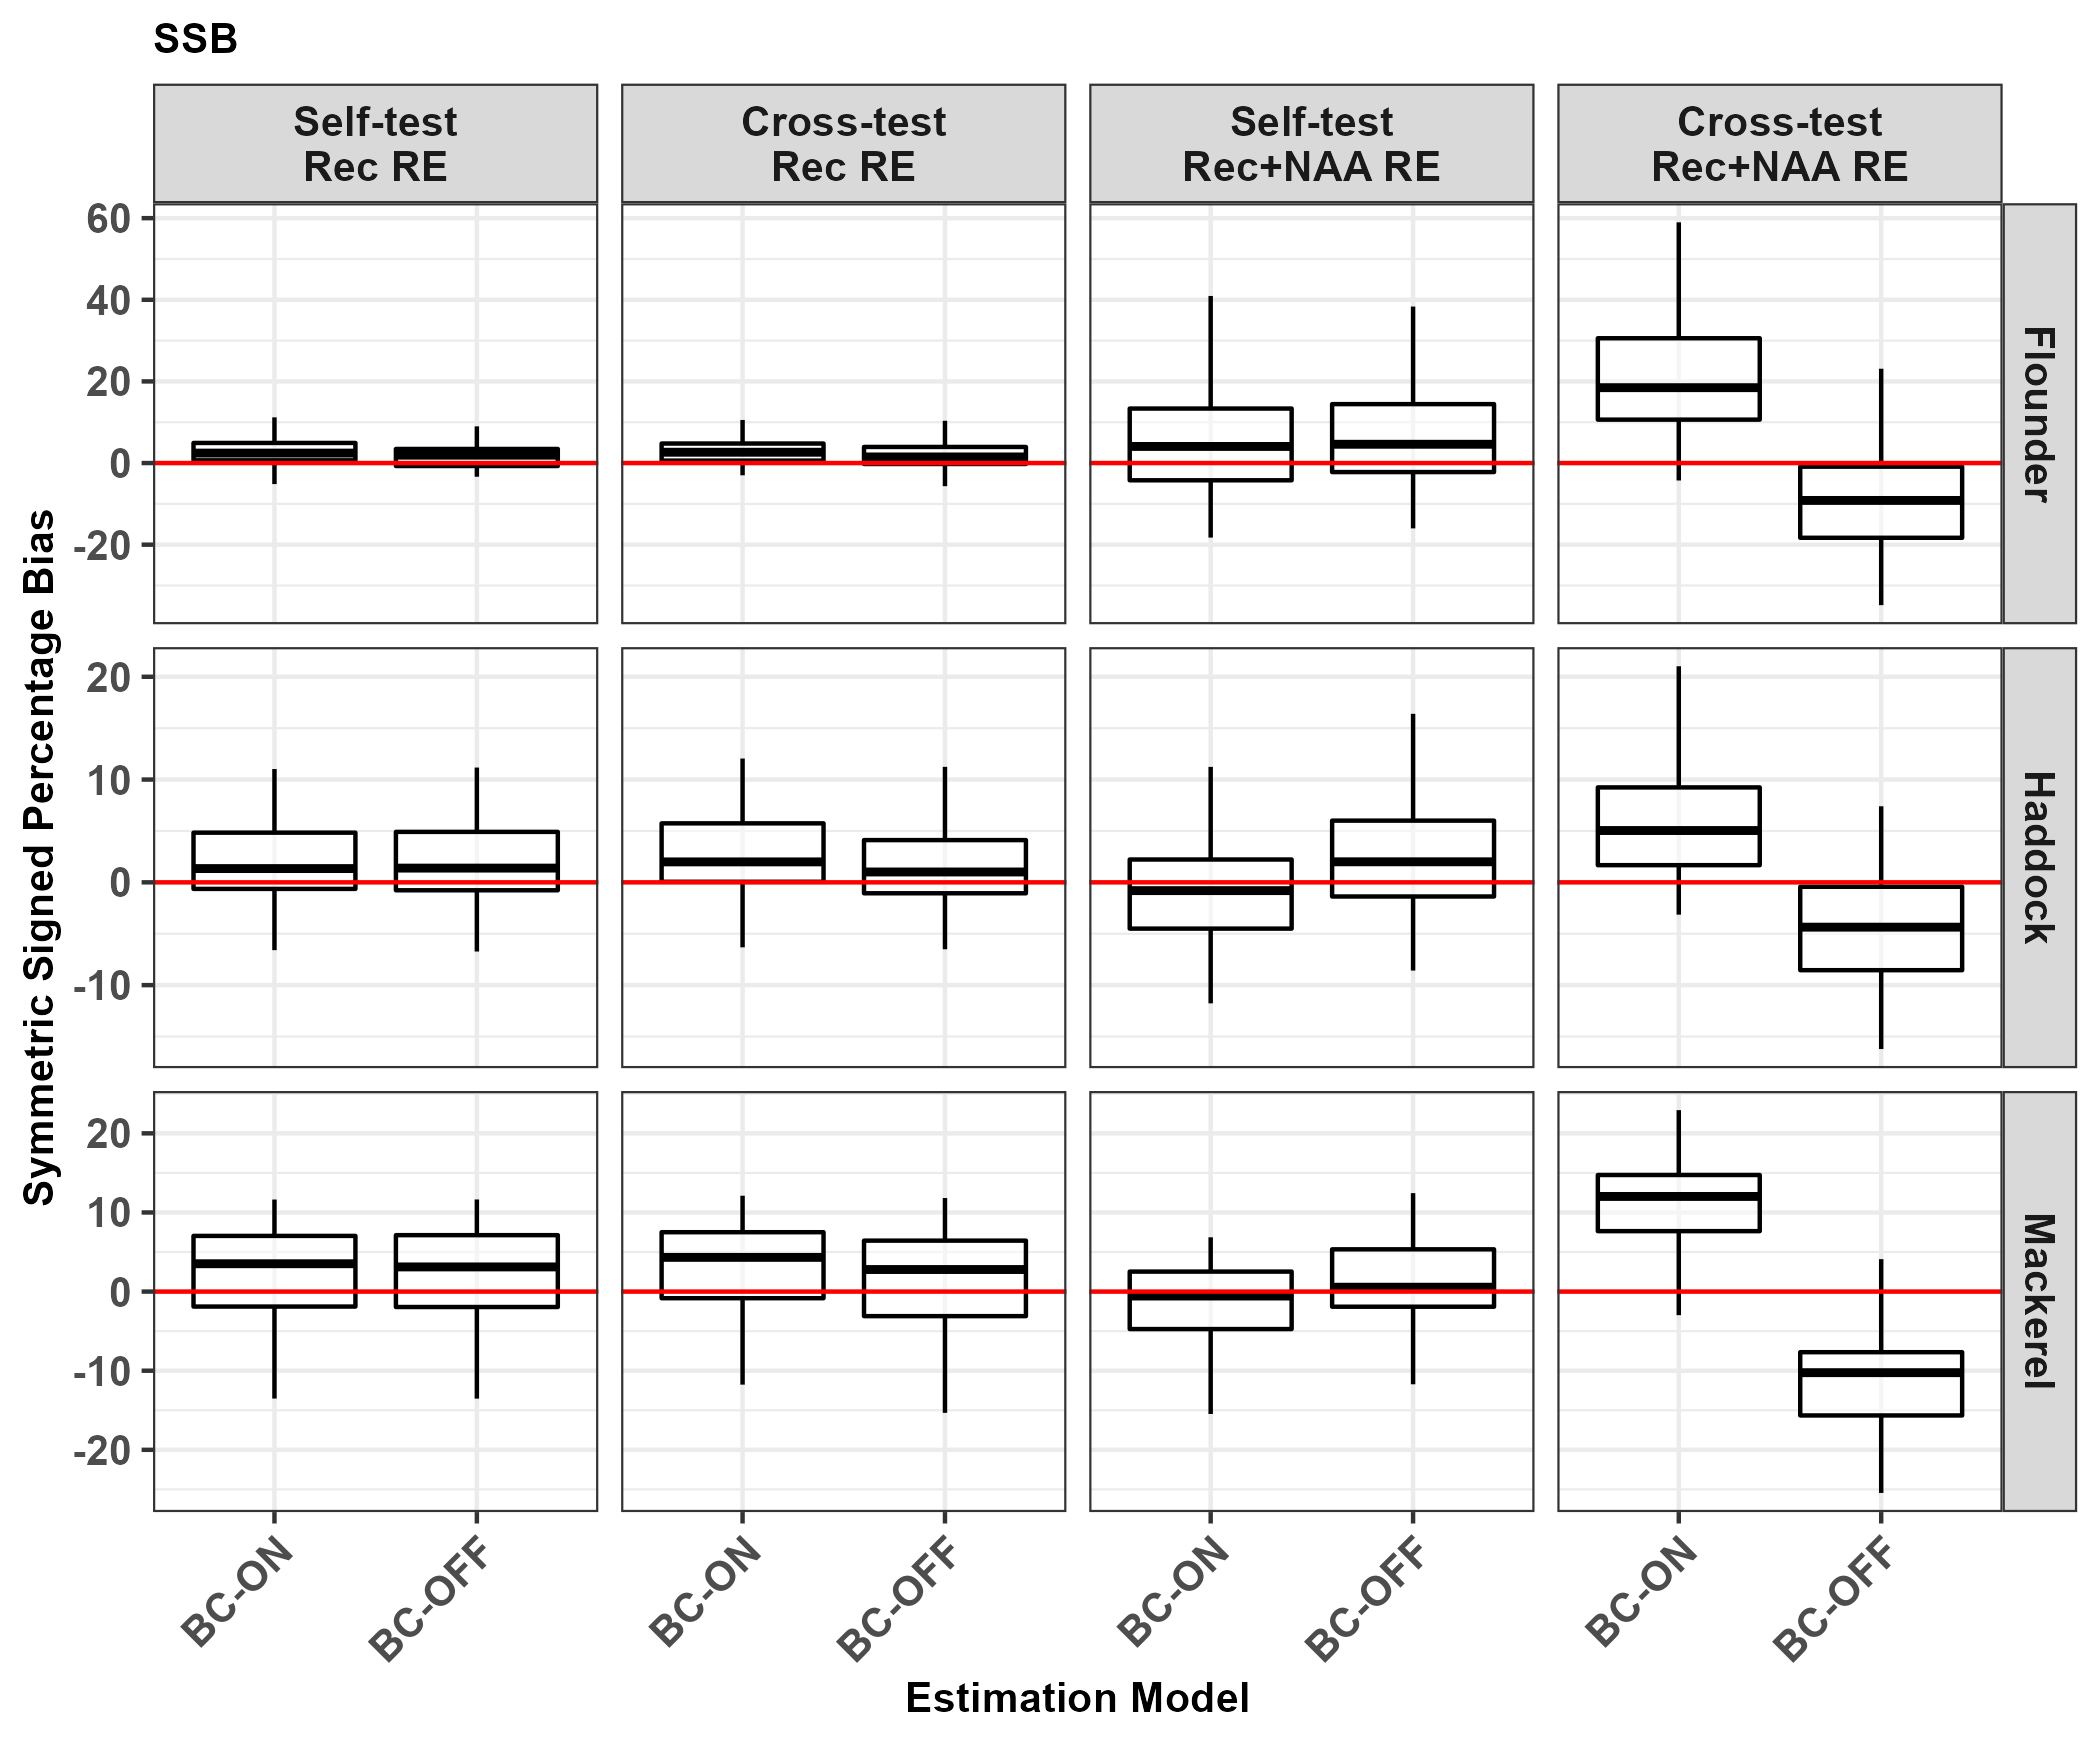 SSB
Self-test
Rec RE
Cross-test
Rec RE
Self-test
Rec+NAA RE
Cross-test
Rec+NAA RE
Symmetric Signed Percentage Bias
60
40
20
0
-20
Flounder
20
10
0
-10
Haddock
20
10
0
-10
-20
Mackerel
BC-ON
BC-OFF
BC-ON
BC-OFF
BC-ON
BC-OFF
BC-ON
BC-OFF
Estimation Model